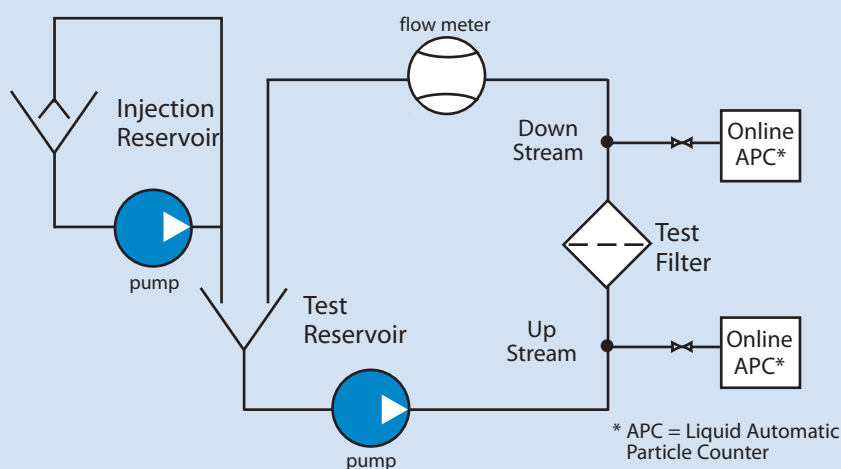 flow meter
Injection
Reservoir
pump
Down
Stream
Online
APC*
Test
Filter
Test
Reservoir
Up
Stream
Online
APC*
pump
* APC = Liquid Automatic
Particle Counter